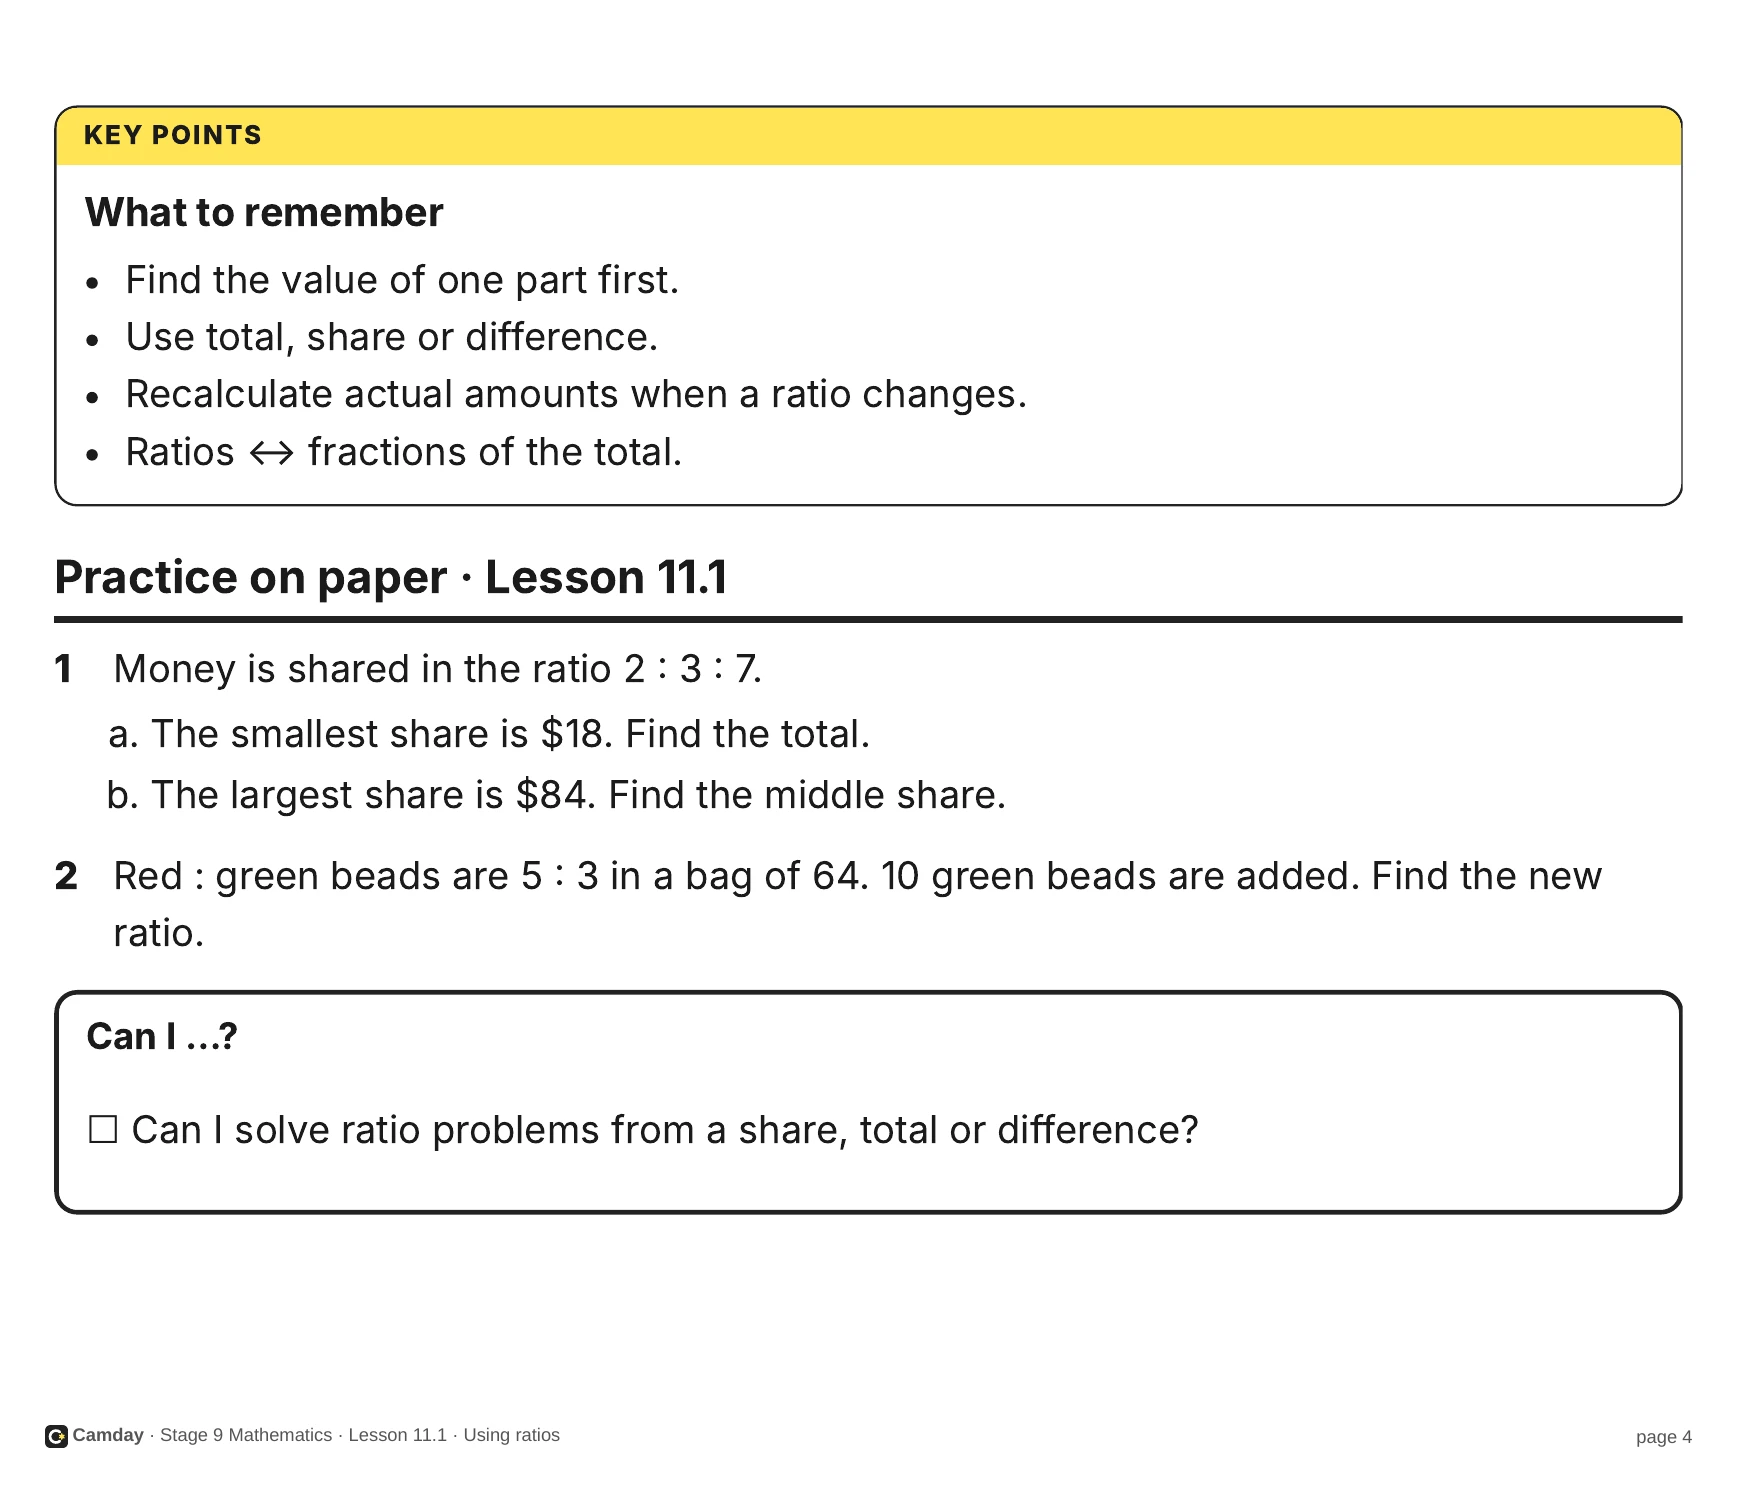 KEY POINTS
What to remember
• Find the value of one part first.
• Use total, share or difference.
• Recalculate actual amounts when a ratio changes.
• Ratios ↔ fractions of the total.
Practice on paper · Lesson 11.1
1 Money is shared in the ratio 2 : 3 : 7.
a. The smallest share is $18. Find the total.
b. The largest share is $84. Find the middle share.
2 Red : green beads are 5 : 3 in a bag of 64. 10 green beads are added. Find the new
ratio.
Can I …?
☐ Can I solve ratio problems from a share, total or difference?
Camday · Stage 9 Mathematics · Lesson 11.1 · Using ratios
page 4